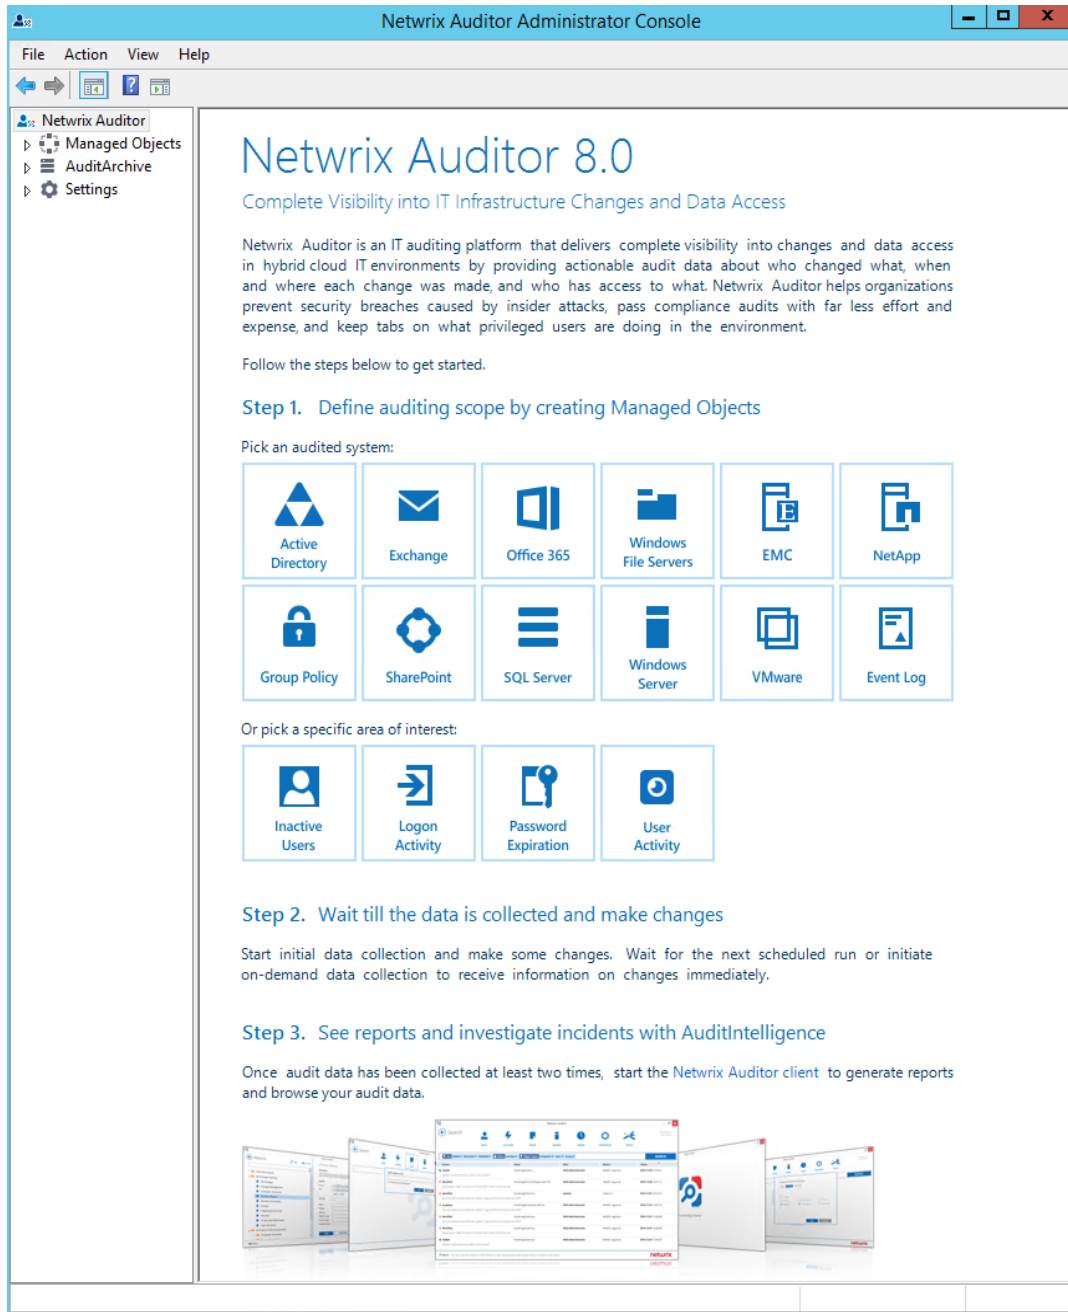 Netwrix Auditor Administrator Console
File Action View Help
Netwrix Auditor
Managed Objects
AuditArchive
Settings
Netwrix Auditor 8.0
Complete Visibility into IT Infrastructure Changes and Data Access
Netwrix Auditor is an IT auditing platform that delivers complete visibility into changes and data access
in hybrid cloud IT environments by providing actionable audit data about who changed what, when
and where each change was made, and who has access to what. Netwrix Auditor helps organizations
prevent security breaches caused by insider attacks, pass compliance audits with far less effort and
expense, and keep tabs on what privileged users are doing in the environment.
Follow the steps below to get started.
Step 1. Define auditing scope by creating Managed Objects
Pick an audited system:
Active
Directory
Exchange
Office 365
Windows
File Servers
EMC
NetApp
Group Policy
SharePoint
SQL Server
Windows
Server
VMware
Event Log
Or pick a specific area of interest:
Inactive
Users
Logon
Activity
Password
Expiration
User
Activity
Step 2. Wait till the data is collected and make changes
Start initial data collection and make some changes. Wait for the next scheduled run or initiate
on-demand data collection to receive information on changes immediately.
Step 3. See reports and investigate incidents with AuditIntelligence
Once audit data has been collected at least two times, start the Netwrix Auditor client to generate reports
and browse your audit data.
Search
netwrix